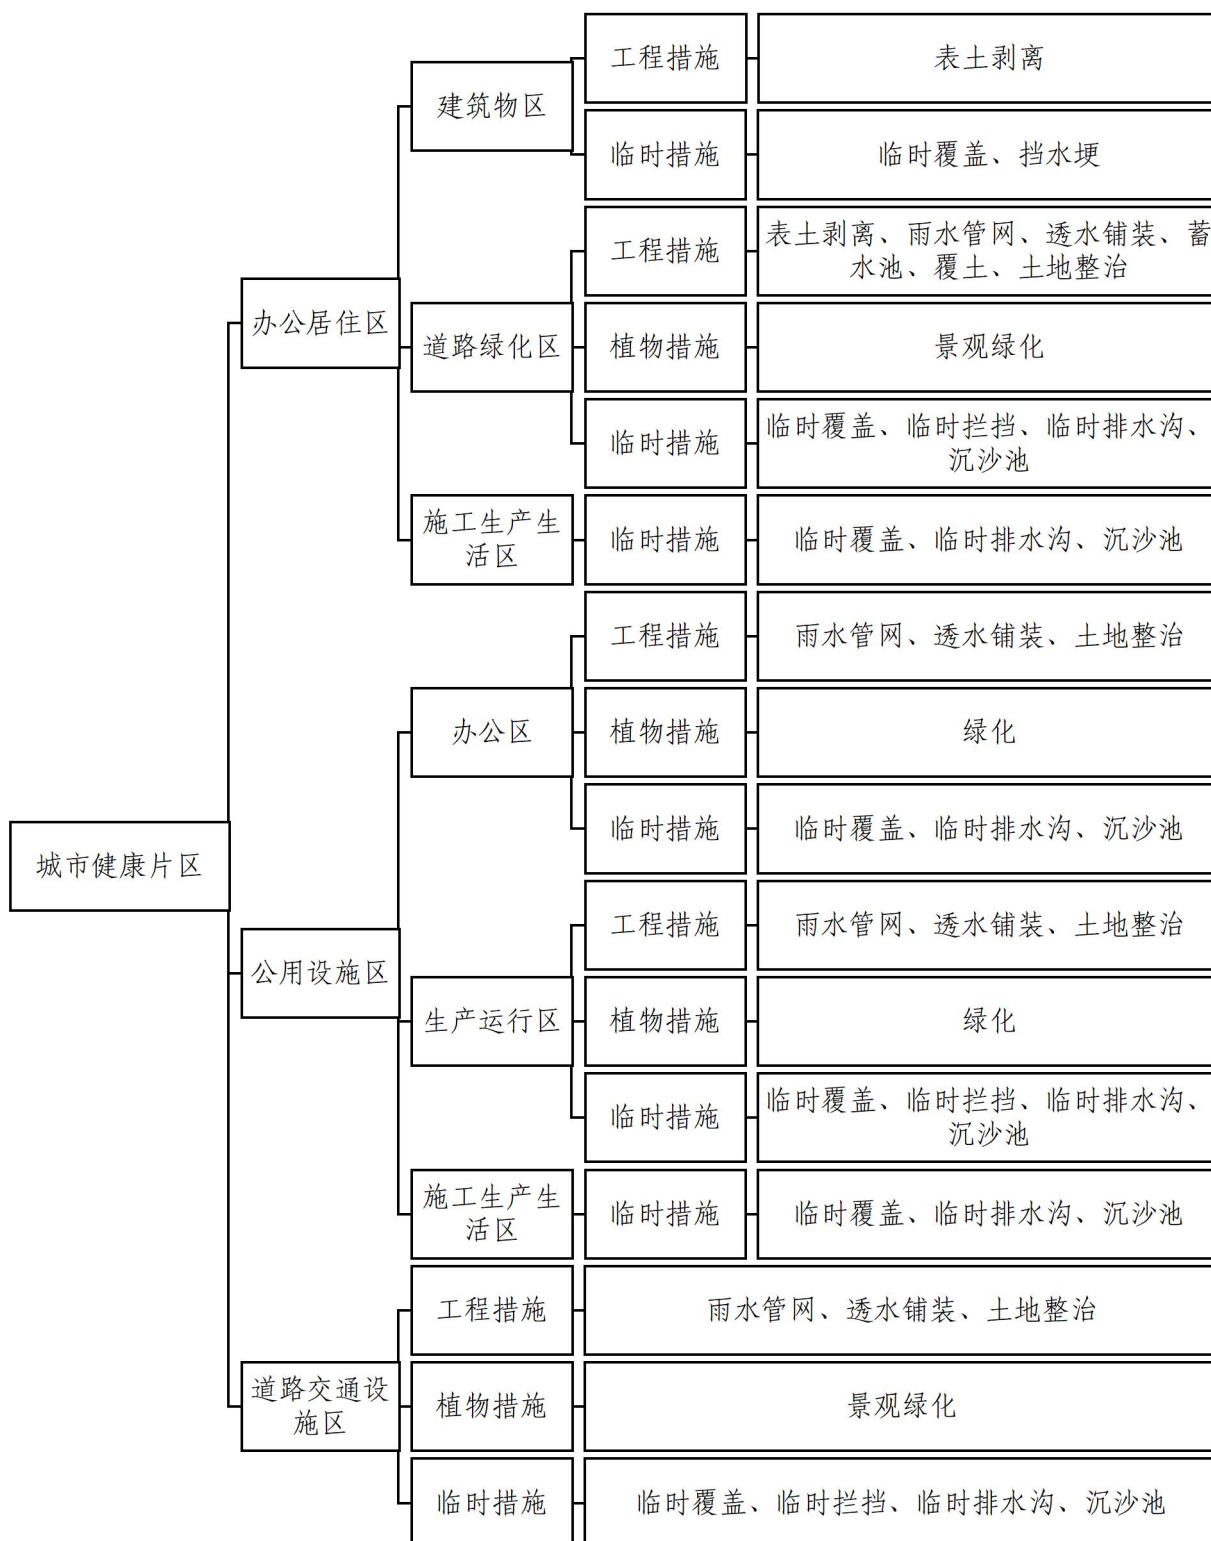 工程措施
表土剥离
建筑物区
临时措施
临时覆盖、挡水埂
工程措施
表土剥离、雨水管网、透水铺装、蓄
水池、覆土、土地整治
办公居住区
道路绿化区
植物措施
景观绿化
临时措施
临时覆盖、临时拦挡、临时排水沟、
沉沙池
施工生产生
活区
临时措施
临时覆盖、临时排水沟、沉沙池
工程措施
雨水管网、透水铺装、土地整治
办公区
植物措施
绿化
临时措施
临时覆盖、临时排水沟、沉沙池
城市健康片区
工程措施
雨水管网、透水铺装、土地整治
公用设施区
生产运行区
植物措施
绿化
临时措施
临时覆盖、临时拦挡、临时排水沟、
沉沙池
施工生产生
活区
临时措施
临时覆盖、临时排水沟、沉沙池
工程措施
雨水管网、透水铺装、土地整治
道路交通设
施区
植物措施
景观绿化
临时措施
临时覆盖、临时拦挡、临时排水沟、沉沙池